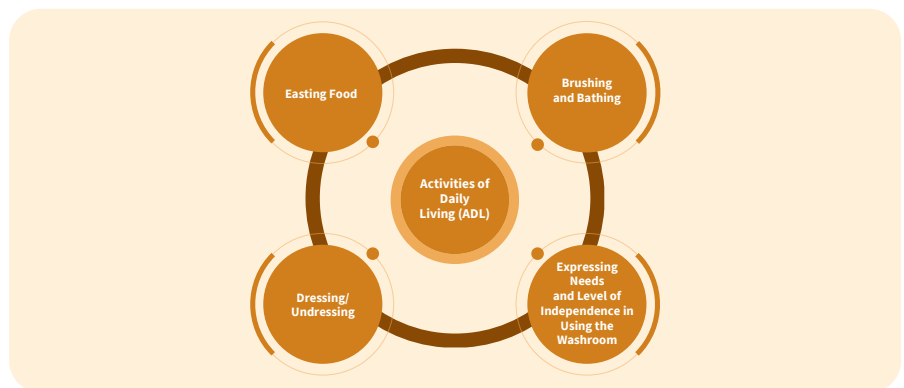 Easting Food
Brushing
and Bathing
Activities of
Daily
Living (ADL)
Dressing/
Undressing
Expressing
Needs
and Level of
Independence in
Using the
Washroom